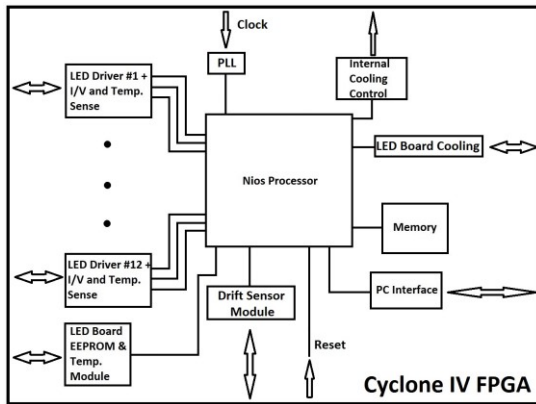 Clock
PLL
Internal
Cooling
Control
LED Driver #1 +
I/V and Temp.
Sense
LED Board Cooling
Nios Processor
Memory
LED Driver #12 +
I/V and Temp.
Sense
PC Interface
Drift Sensor
Module
LED Board
EEPROM &
Temp.
Module
Reset
Cyclone IV FPGA